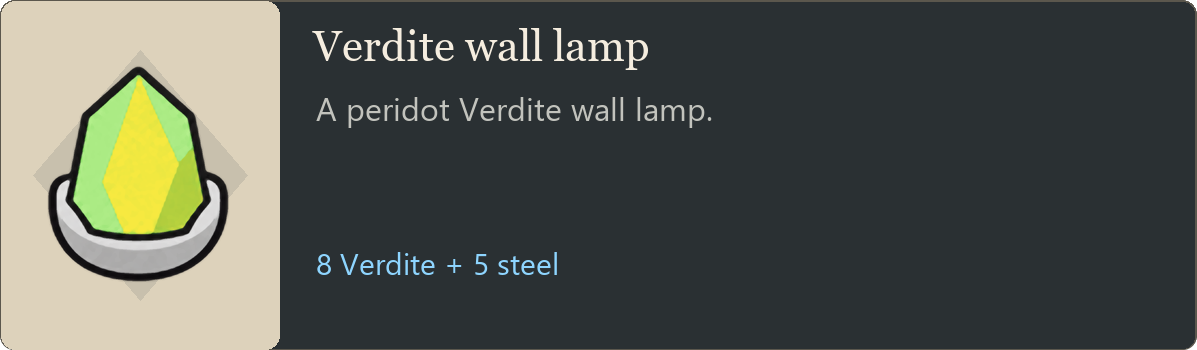 Verdite wall lamp
A peridot Verdite wall lamp.
8 Verdite + 5 steel